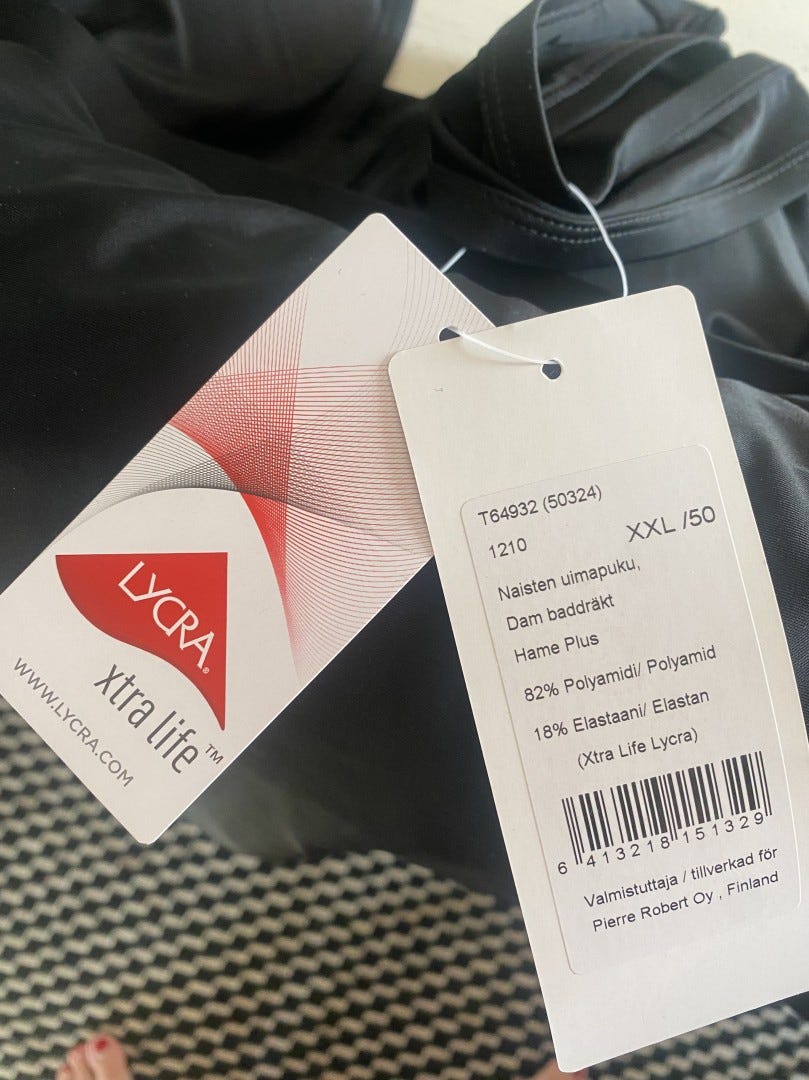 LYCRA®
xtra life™
WWW.LYCRA.COM
T64932 (50324)
1210
XXL /50
Naisten uimapuku,
Dam baddräkt
Hame Plus
82% Polyamidi/ Polyamid
18% Elastaani/ Elastan
(Xtra Life Lycra)
6 413218 151329
Valmistuttaja / tillverkad för
Pierre Robert Oy , Finland